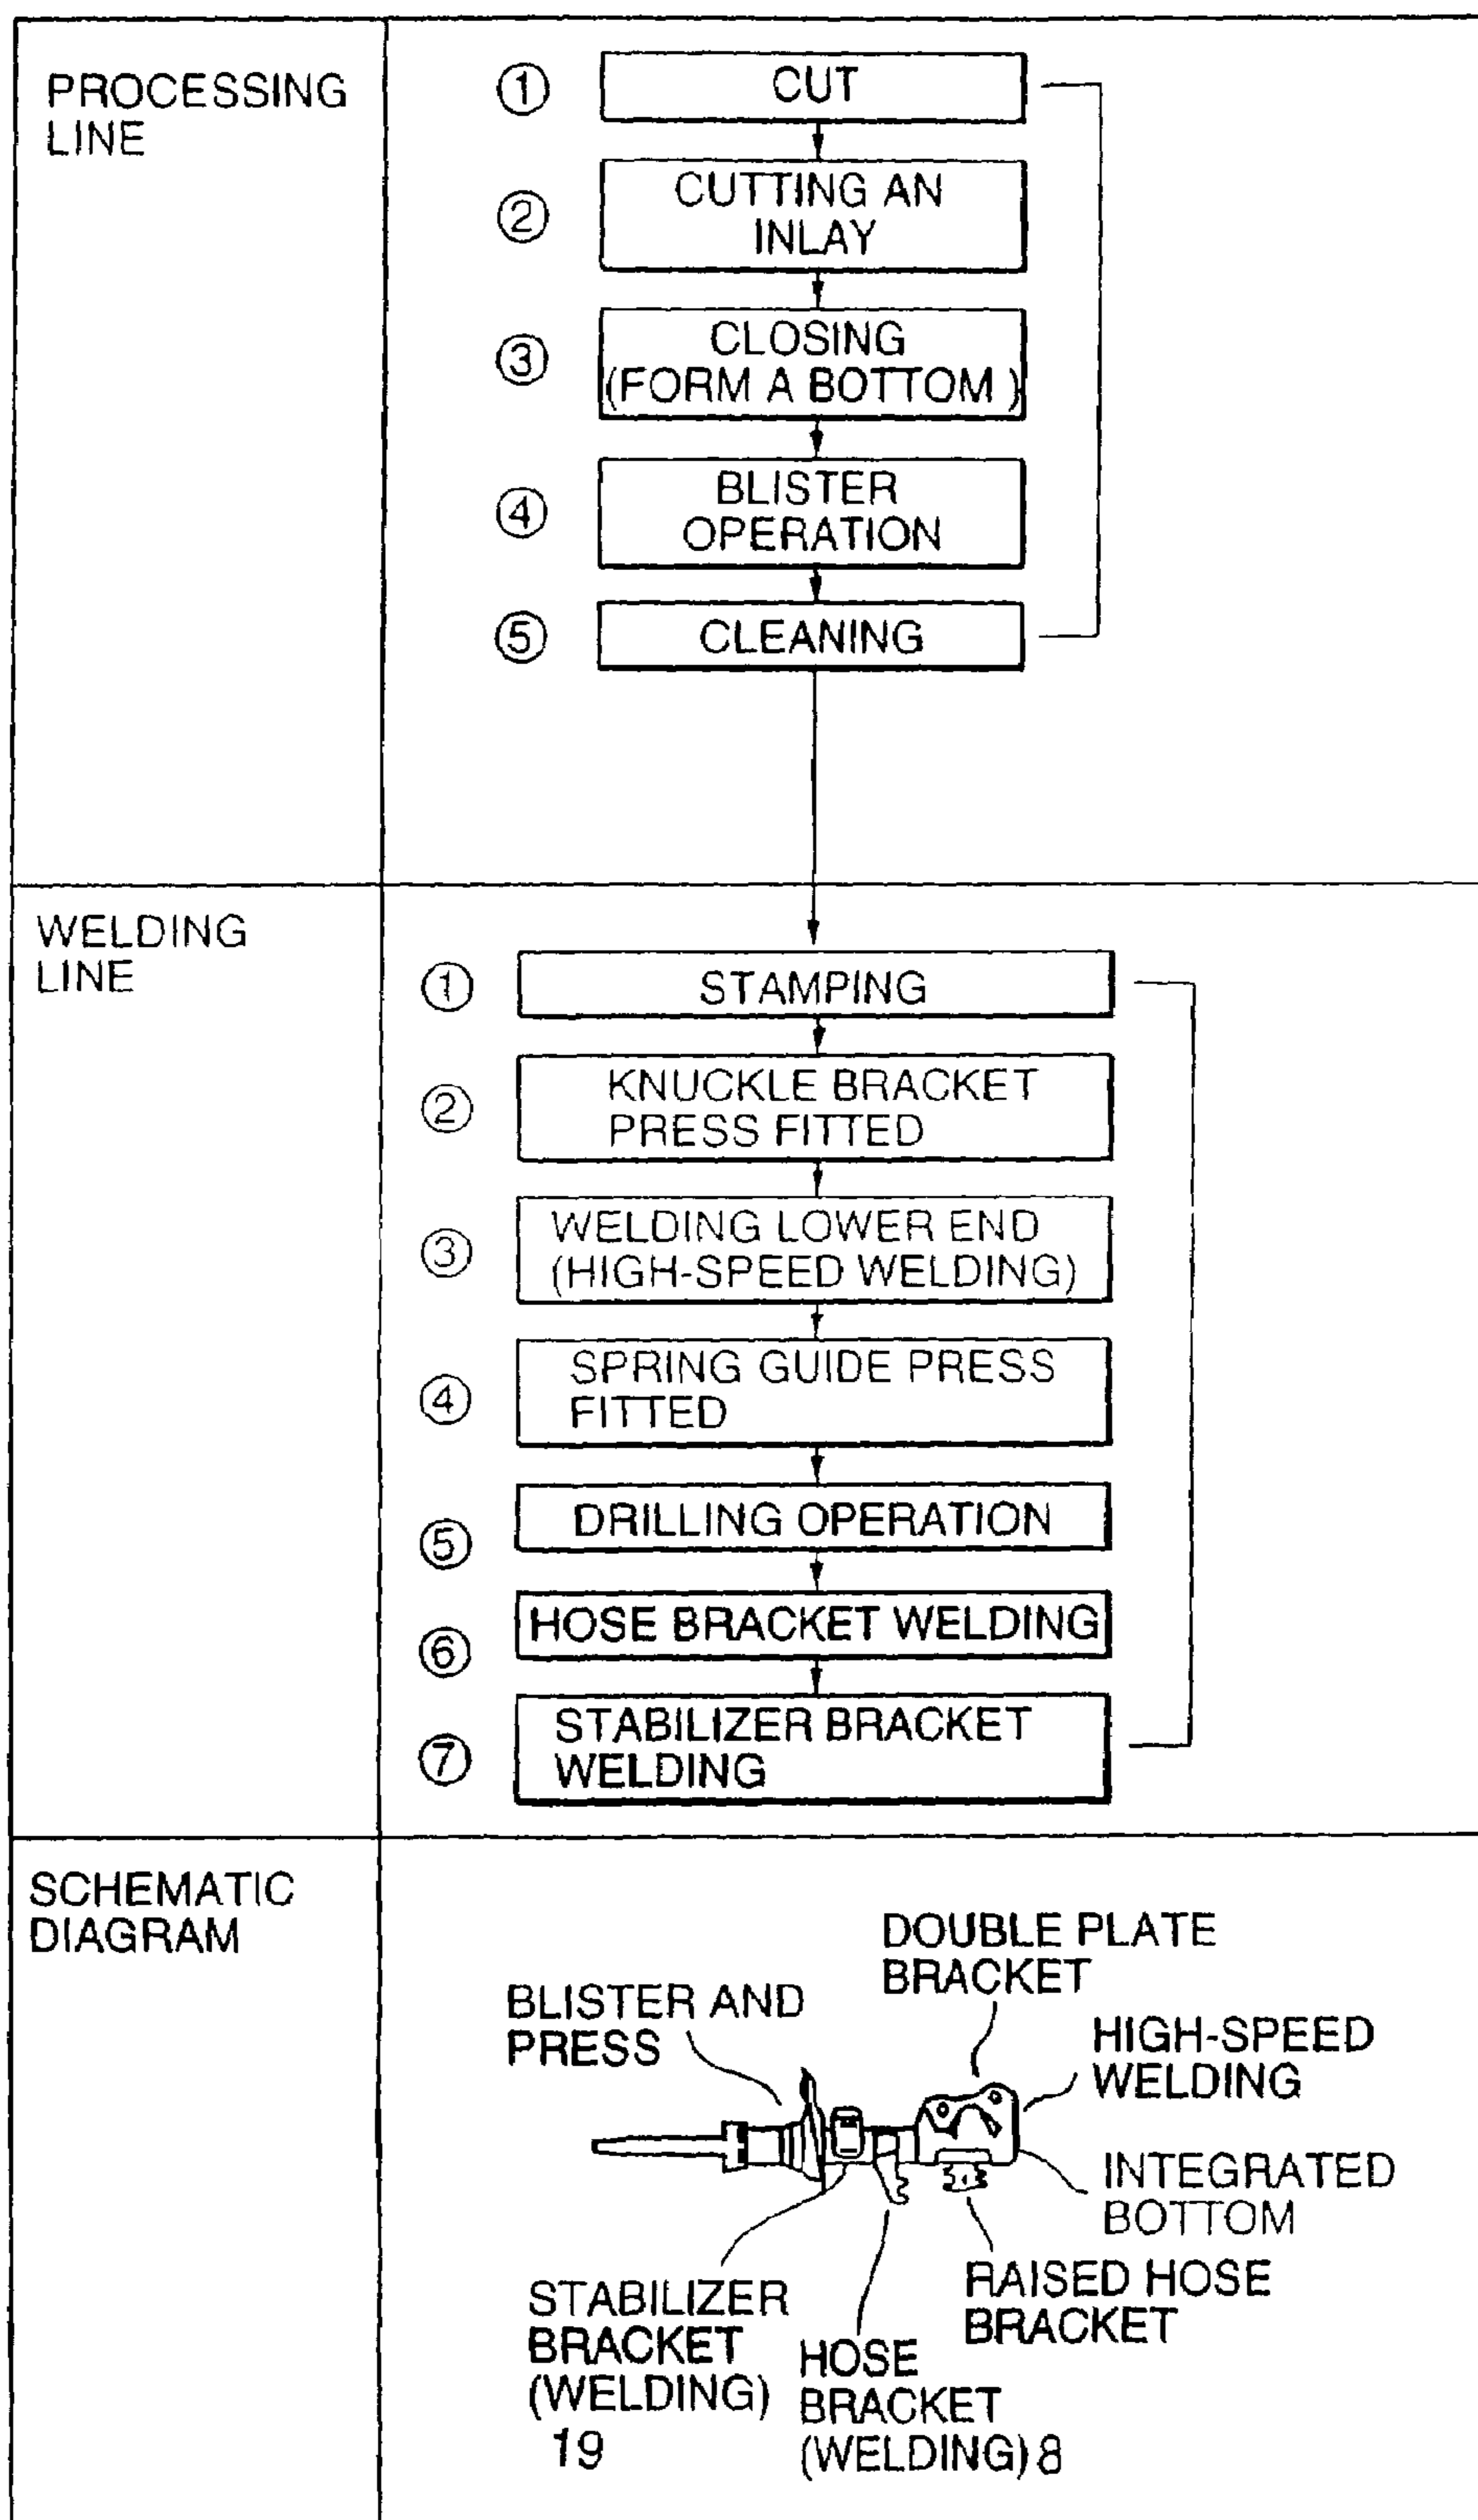 PROCESSING
LINE
① CUT
② CUTTING AN
INLAY
③ CLOSING
(FORM A BOTTOM )
④ BLISTER
OPERATION
⑤ CLEANING
WELDING
LINE
① STAMPING
② KNUCKLE BRACKET
PRESS FITTED
③ WELDING LOWER END
(HIGH-SPEED WELDING)
④ SPRING GUIDE PRESS
FITTED
⑤ DRILLING OPERATION
⑥ HOSE BRACKET WELDING
⑦ STABILIZER BRACKET
WELDING
SCHEMATIC
DIAGRAM
DOUBLE PLATE
BRACKET
BLISTER AND
PRESS
HIGH-SPEED
WELDING
INTEGRATED
BOTTOM
RAISED HOSE
BRACKET
STABILIZER
BRACKET
(WELDING)
19
HOSE
BRACKET
(WELDING) 8